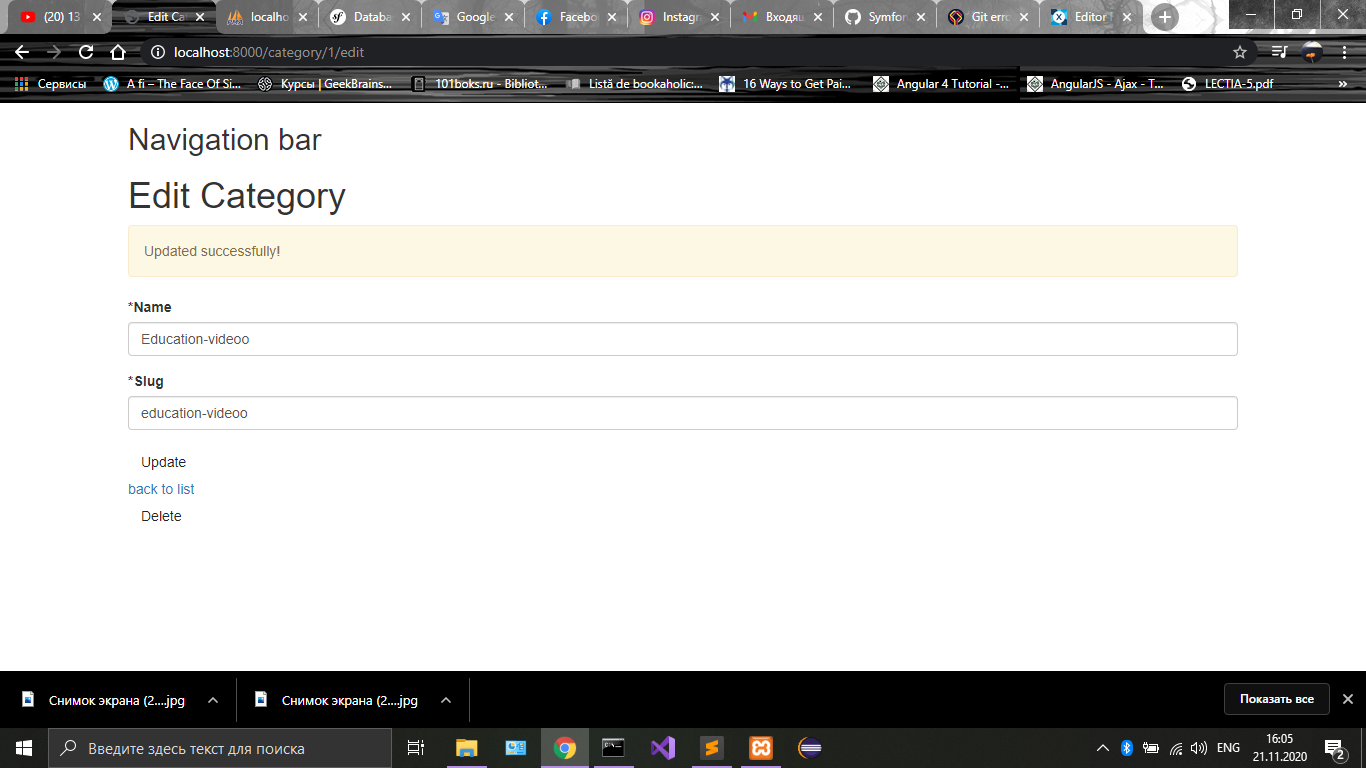 (20) 13
Edit Ca
localho
Databa
Google
Facebo
Instagr
Входящ
Symfor
Git erro
Editor T
localhost:8000/category/1/edit
Сервисы
A fi – The Face Of Si...
Курсы | GeekBrains...
101boks.ru - Bibliot...
Listă de bookaholic:...
16 Ways to Get Pai...
Angular 4 Tutorial -...
AngularJS - Ajax - T...
LECTIA-5.pdf
»
Navigation bar
Edit Category
Updated successfully!
*Name
Education-videoo
*Slug
education-videoo
Update
back to list
Delete
Снимок экрана (2....jpg
Снимок экрана (2....jpg
Показать все
Введите здесь текст для поиска
ENG
16:05
21.11.2020
2